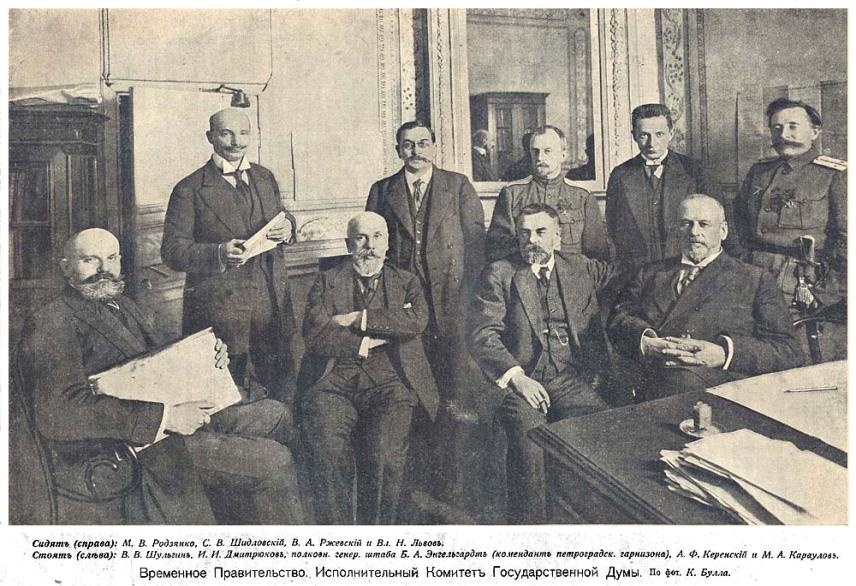 Сидятъ (справа): М. В. Родзянко, С. В. Шидловскій, В. А. Ржевскій и Вл. Н. Львовъ.
Стоятъ (слѣва): В. В. Шульгинъ, И. И. Дмитрюковъ, полковн. генер. штаба Б. А. Энгельгардтъ (комендантъ петроградск. гарнизона), А. Ф. Керенскій и М. А. Карауловъ.
Временное Правительство. Исполнительный Комитетъ Государственной Думы. По фот. К. Булла.